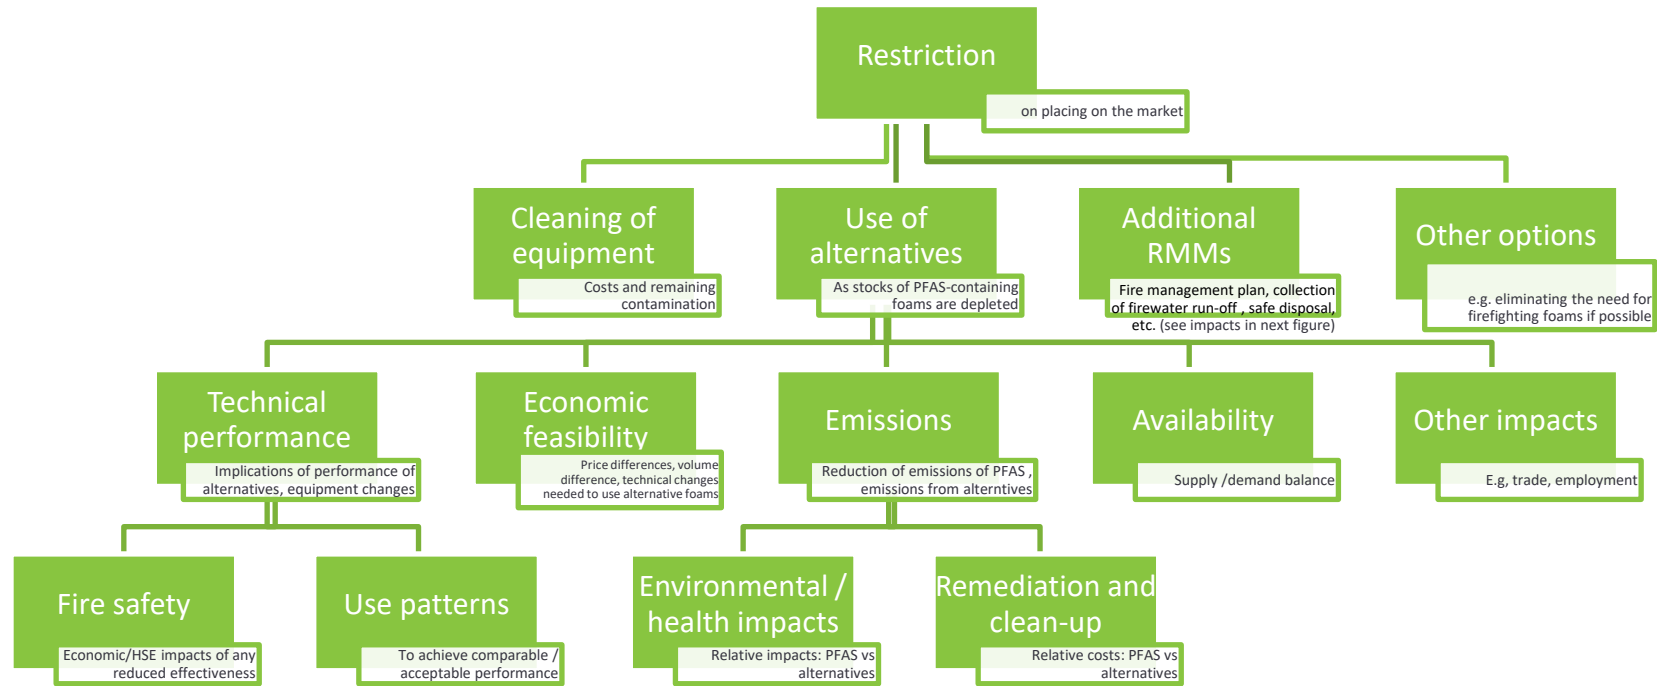 Restriction
on placing on the market
Cleaning of
equipment
Costs and remaining
contamination
Use of
alternatives
As stocks of PFAS-containing
foams are depleted
Additional
RMMs
Fire management plan, collection
of firewater run-off , safe disposal,
etc. (see impacts in next figure)
Other options
e.g. eliminating the need for
firefighting foams if possible
Technical
performance
Implications of performance of
alternatives, equipment changes
Economic
feasibility
Price differences, volume
difference, technical changes
needed to use alternative foams
Emissions
Reduction of emissions of PFAS ,
emissions from alterntives
Availability
Supply /demand balance
Other impacts
E.g, trade, employment
Fire safety
Economic/HSE impacts of any
reduced effectiveness
Use patterns
To achieve comparable /
acceptable performance
Environmental /
health impacts
Relative impacts: PFAS vs
alternatives
Remediation and
clean-up
Relative costs: PFAS vs
alternatives